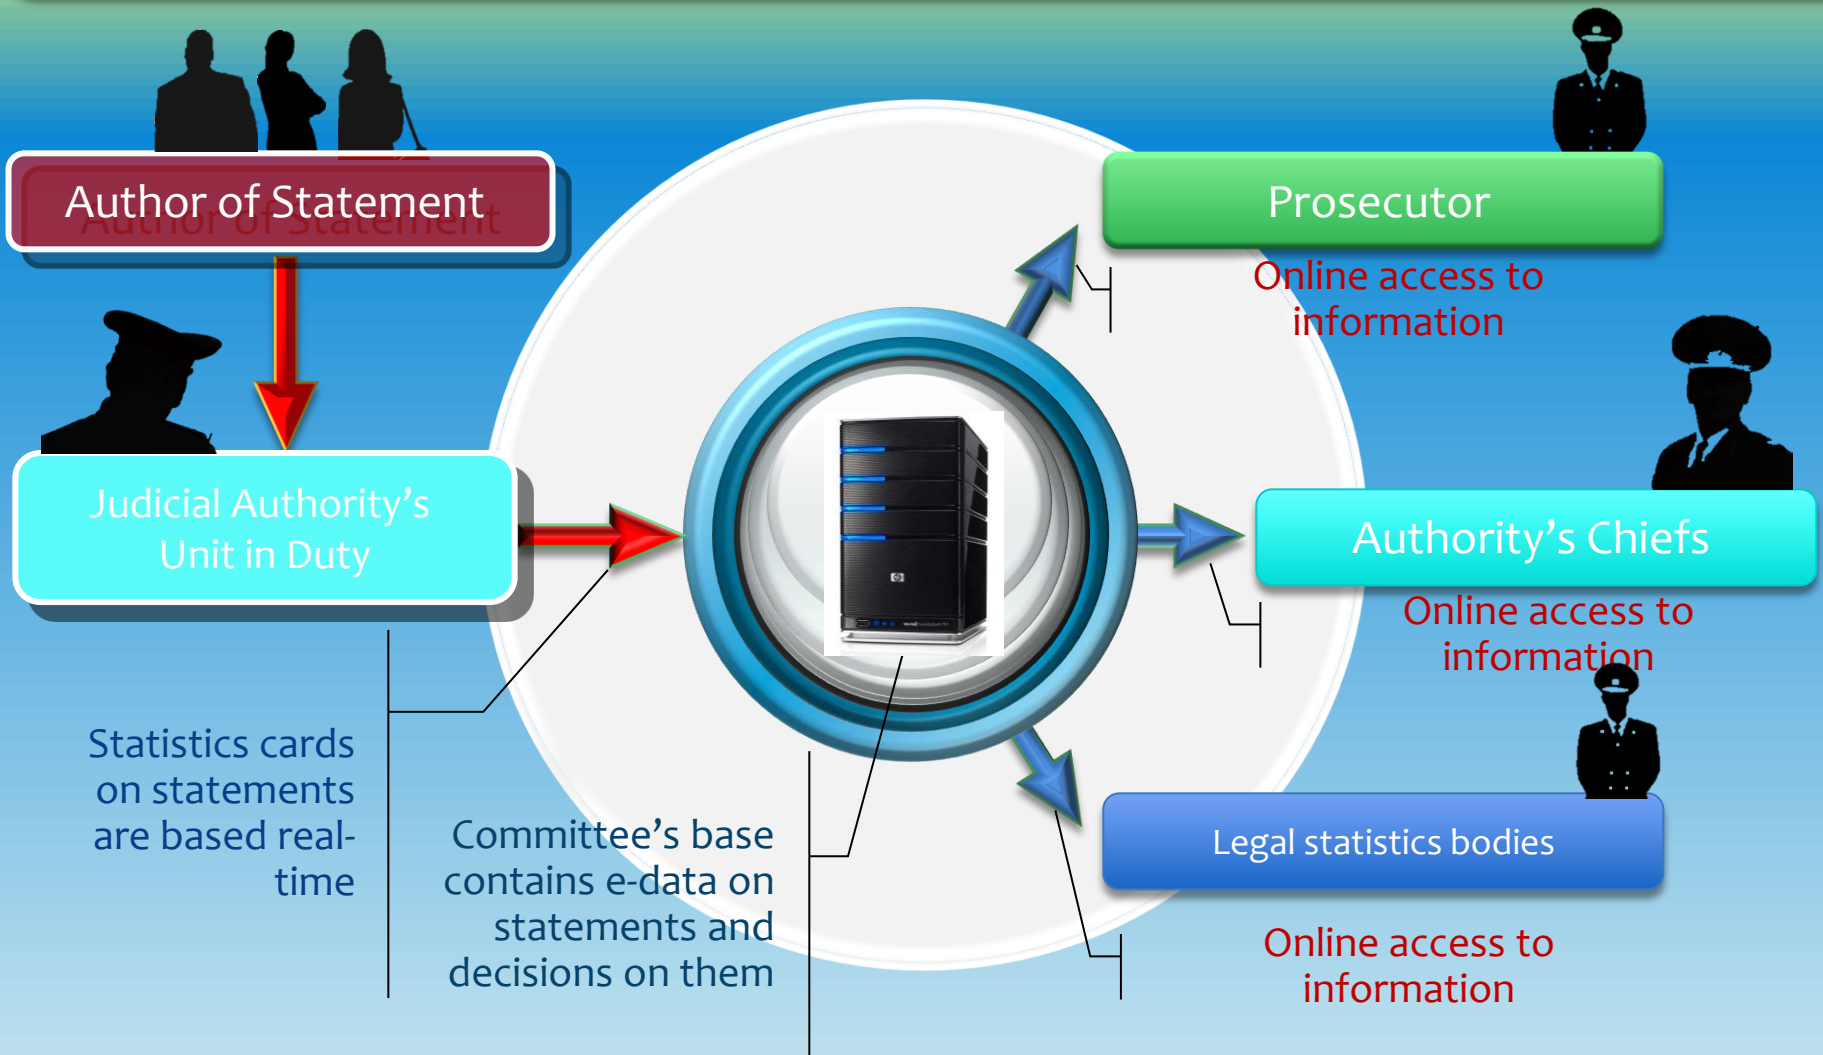 Author of Statement
Prosecutor
Online access to
information
Judicial Authority’s
Unit in Duty
Authority’s Chiefs
Online access to
information
Statistics cards
on statements
are based real-
time
Committee’s base
contains e-data on
statements and
decisions on them
Legal statistics bodies
Online access to
information
hp